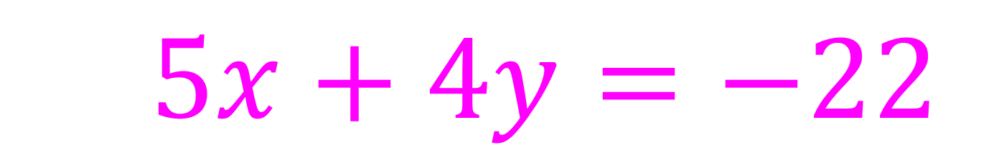 5x + 4y = −22